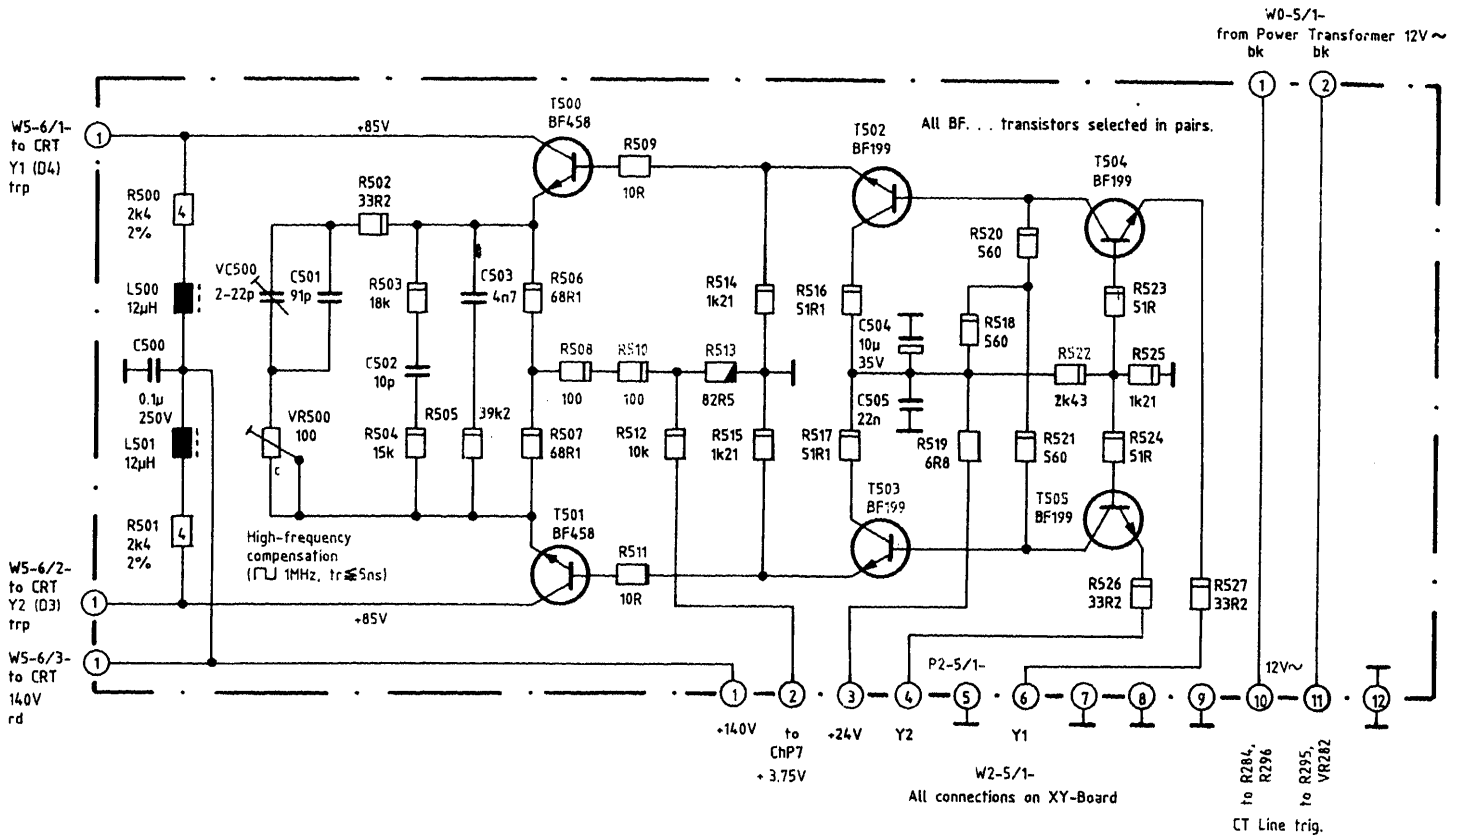 W0-5/1-
from Power Transformer 12V~
bk bk
1 2
All BF. . . transistors selected in pairs.
W5-6/1-
to CRT
Y1 (D4)
trp
1
+85V
T500
BF458
R509
10R
T502
BF199
T504
BF199
R500
2k4
2%
4
R502
33R2
R520
560
VC500
2-22p
C501
91p
R503
18k
C503
4n7
R506
68R1
R514
1k21
R516
51R1
R523
51R
L500
12µH
C504
10µ
35V
R518
560
C500
0.1µ
250V
C502
10p
R508
100
R510
100
R513
82R5
R522
2k43
R525
1k21
C505
22n
L501
12µH
VR500
100
c
R504
15k
R505
39k2
R507
68R1
R512
10k
R515
1k21
R517
51R1
R519
6R8
R521
560
R524
51R
R501
2k4
2%
4
High-frequency
compensation
(⊓⊔ 1MHz, tr≦5ns)
T501
BF458
R511
10R
T503
BF199
T505
BF199
R526
33R2
R527
33R2
W5-6/2-
to CRT
Y2 (D3)
trp
1
+85V
W5-6/3-
to CRT
140V
rd
1
P2-5/1-
12V~
1 2 3 4 5 6 7 8 9 10 11 12
+140V
to
ChP7
+ 3.75V
+24V
Y2
Y1
W2-5/1-
All connections on XY-Board
to R284,
R296
to R295,
VR282
CT Line trig.